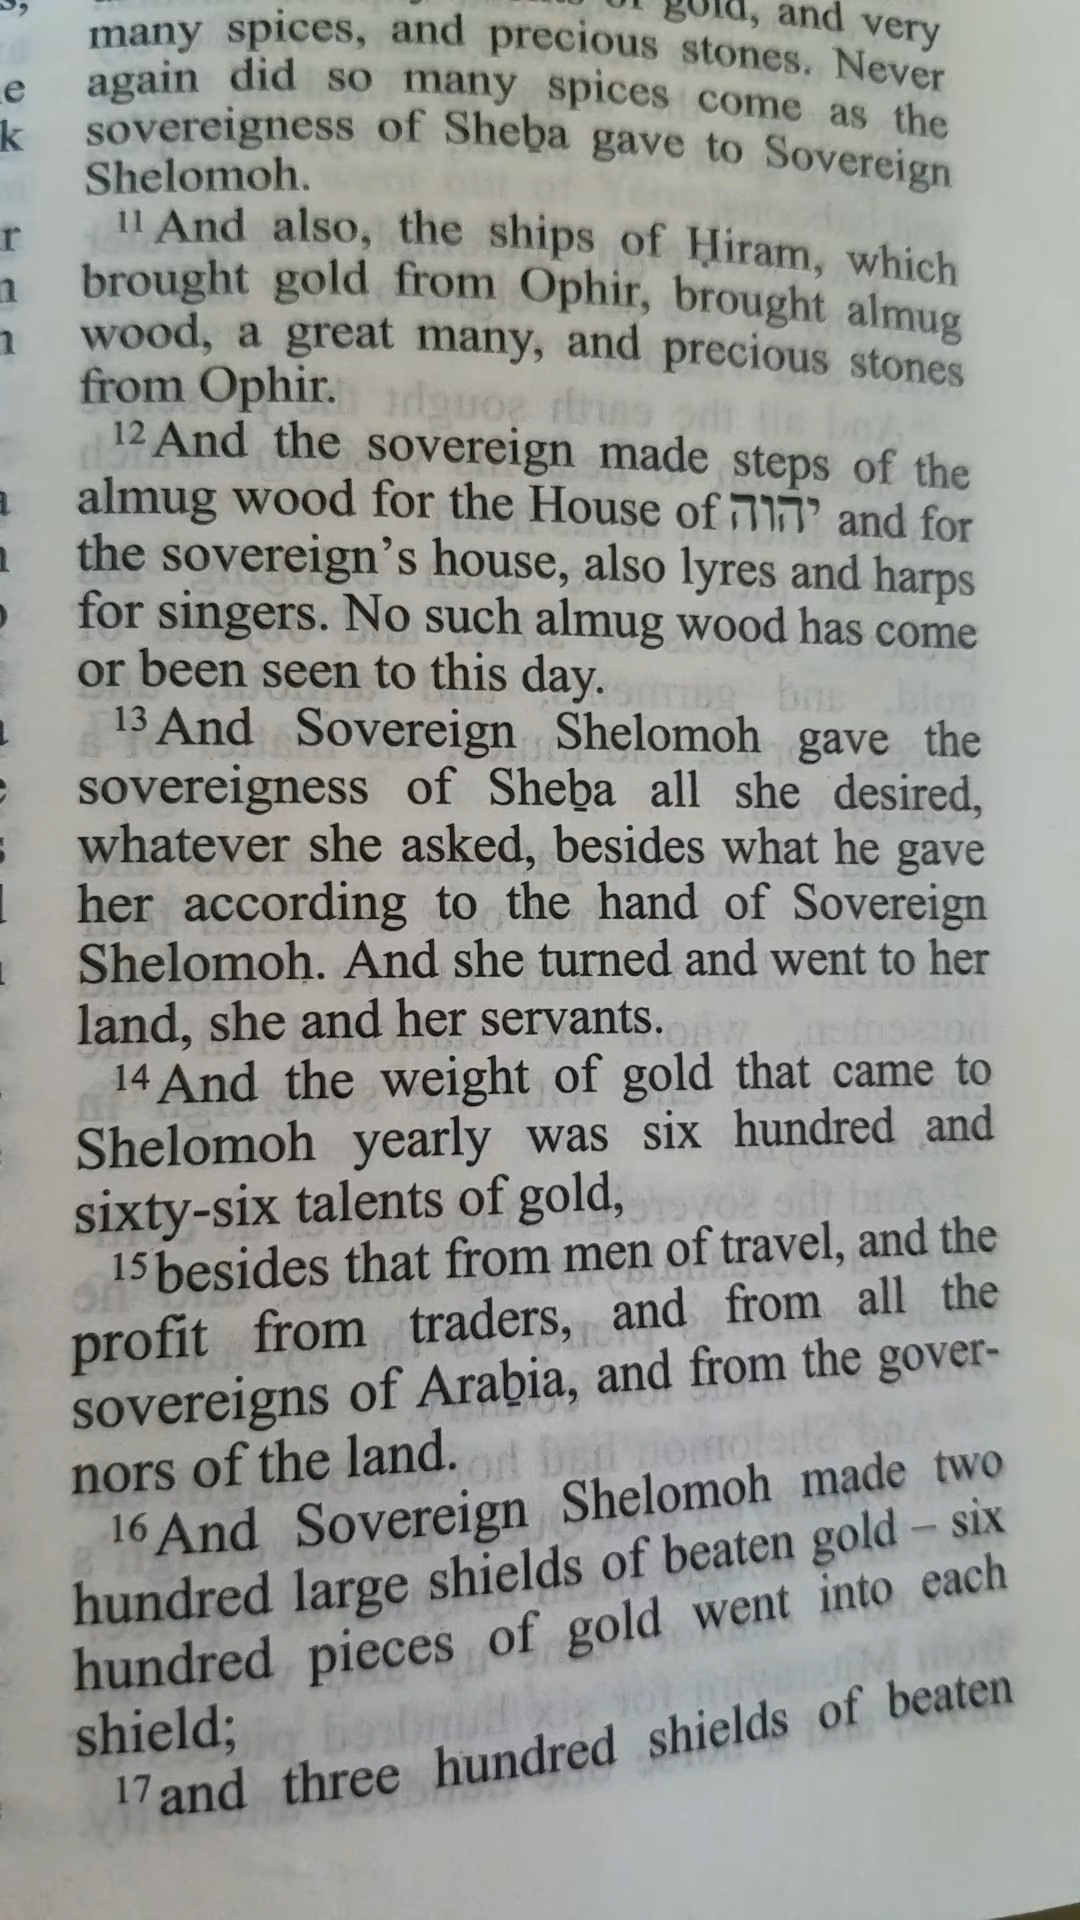 gold, and very
many spices, and precious stones. Never
again did so many spices come as the
sovereigness of Sheḇa gave to Sovereign
Shelomoh.
11 And also, the ships of Ḥiram, which
brought gold from Ophir, brought almug
wood, a great many, and precious stones
from Ophir.
12 And the sovereign made steps of the
almug wood for the House of יהוה and for
the sovereign’s house, also lyres and harps
for singers. No such almug wood has come
or been seen to this day.
13 And Sovereign Shelomoh gave the
sovereigness of Sheḇa all she desired,
whatever she asked, besides what he gave
her according to the hand of Sovereign
Shelomoh. And she turned and went to her
land, she and her servants.
14 And the weight of gold that came to
Shelomoh yearly was six hundred and
sixty-six talents of gold,
15 besides that from men of travel, and the
profit from traders, and from all the
sovereigns of Araḇia, and from the gover-
nors of the land.
16 And Sovereign Shelomoh made two
hundred large shields of beaten gold – six
hundred pieces of gold went into each
shield;
17 and three hundred shields of beaten